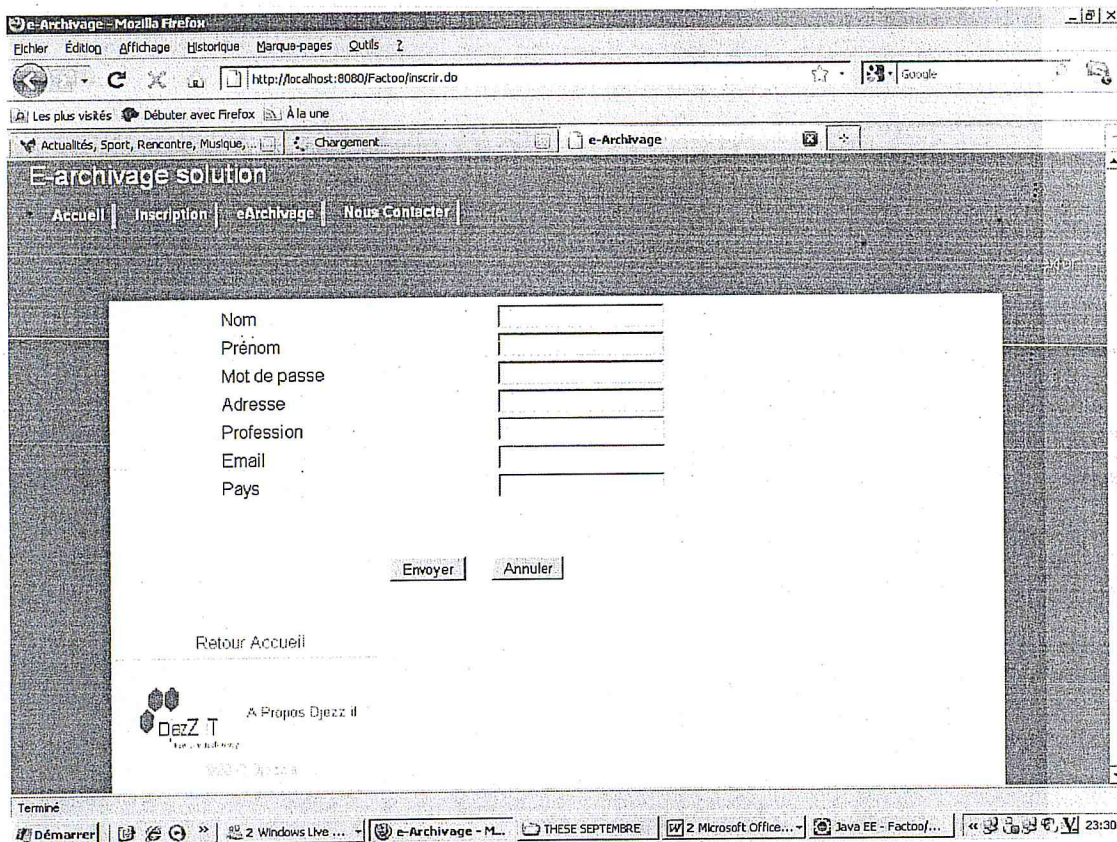 e-Archivage - Mozilla Firefox
Fichier Édition Affichage Historique Marque-pages Outils ?
http://localhost:8080/Factoo/inscrir.do Google
Les plus visités Débuter avec Firefox À la une
Actualités, Sport, Rencontre, Musique,... Chargement... e-Archivage
E-archivage solution
Accueil Inscription eArchivage Nous Contacter
Nom
Prénom
Mot de passe
Adresse
Profession
Email
Pays
Envoyer Annuler
Retour Accueil
A Propos Djezz it
DezZ IT
Terminé
Démarrer » 2 Windows Live ... e-Archivage - M... THESE SEPTEMBRE 2 Microsoft Office... Java EE - Factoo/... « 23:30